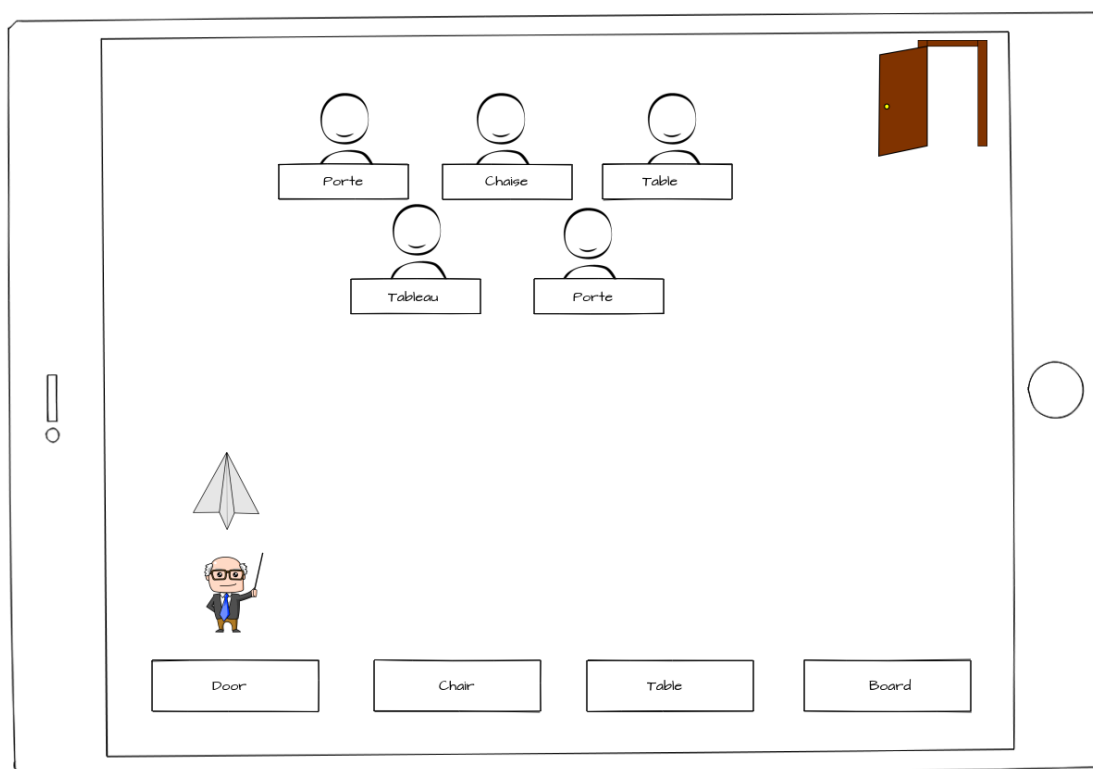 Porte
Chaise
Table
Tableau
Porte
Door
Chair
Table
Board